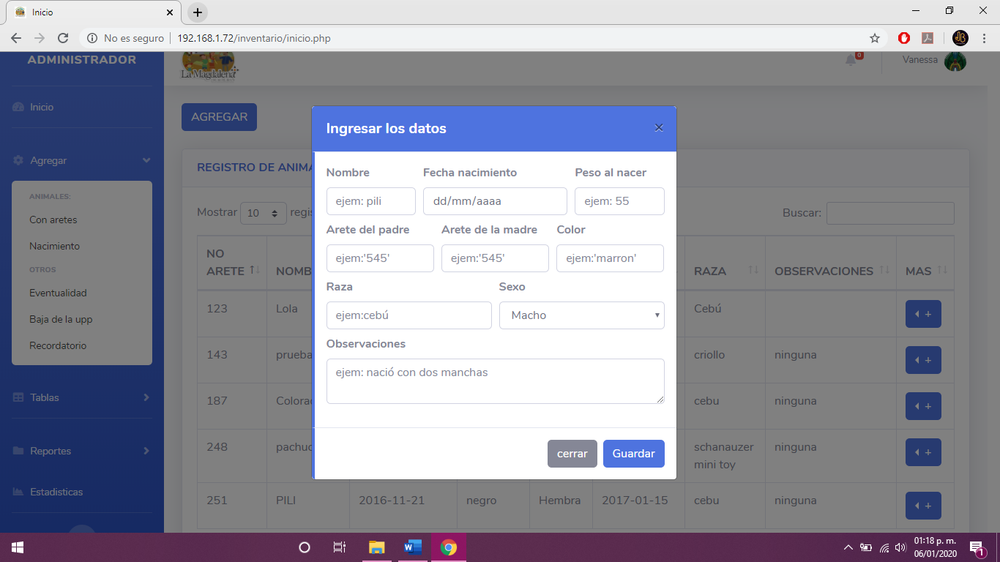 Inicio
No es seguro
192.168.1.72/inventario/inicio.php
ADMINISTRADOR
La Magdalena
0
Vanessa
Inicio
Agregar
ANIMALES:
Con aretes
Nacimiento
OTROS
Eventualidad
Baja de la upp
Recordatorio
Tablas
Reportes
Estadisticas
AGREGAR
REGISTRO DE ANIMA
Mostrar 10 regis
Buscar:
NO ARETE NOMB RAZA OBSERVACIONES MAS
123 Lola Cebú +
143 prueba criollo ninguna +
187 Colorac cebu ninguna +
248 pachuc schanauzer mini toy ninguna +
251 PILI 2016-11-21 negro Hembra 2017-01-15 cebu ninguna +
Ingresar los datos ×
Nombre Fecha nacimiento Peso al nacer
ejem: pili dd/mm/aaaa ejem: 55
Arete del padre Arete de la madre Color
ejem:'545' ejem:'545' ejem:'marron'
Raza Sexo
ejem:cebú Macho
Observaciones
ejem: nació con dos manchas
cerrar Guardar
01:18 p. m.
06/01/2020
1